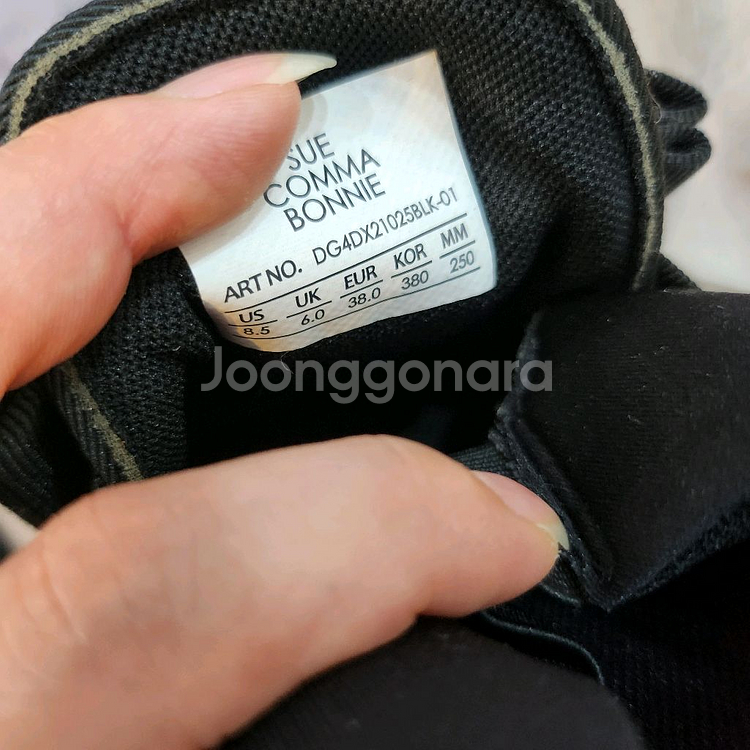 SUE
COMMA
BONNIE
ART NO. DG4DX21025BLK-01
US UK EUR KOR MM
8.5 6.0 38.0 380 250
Joonggonara